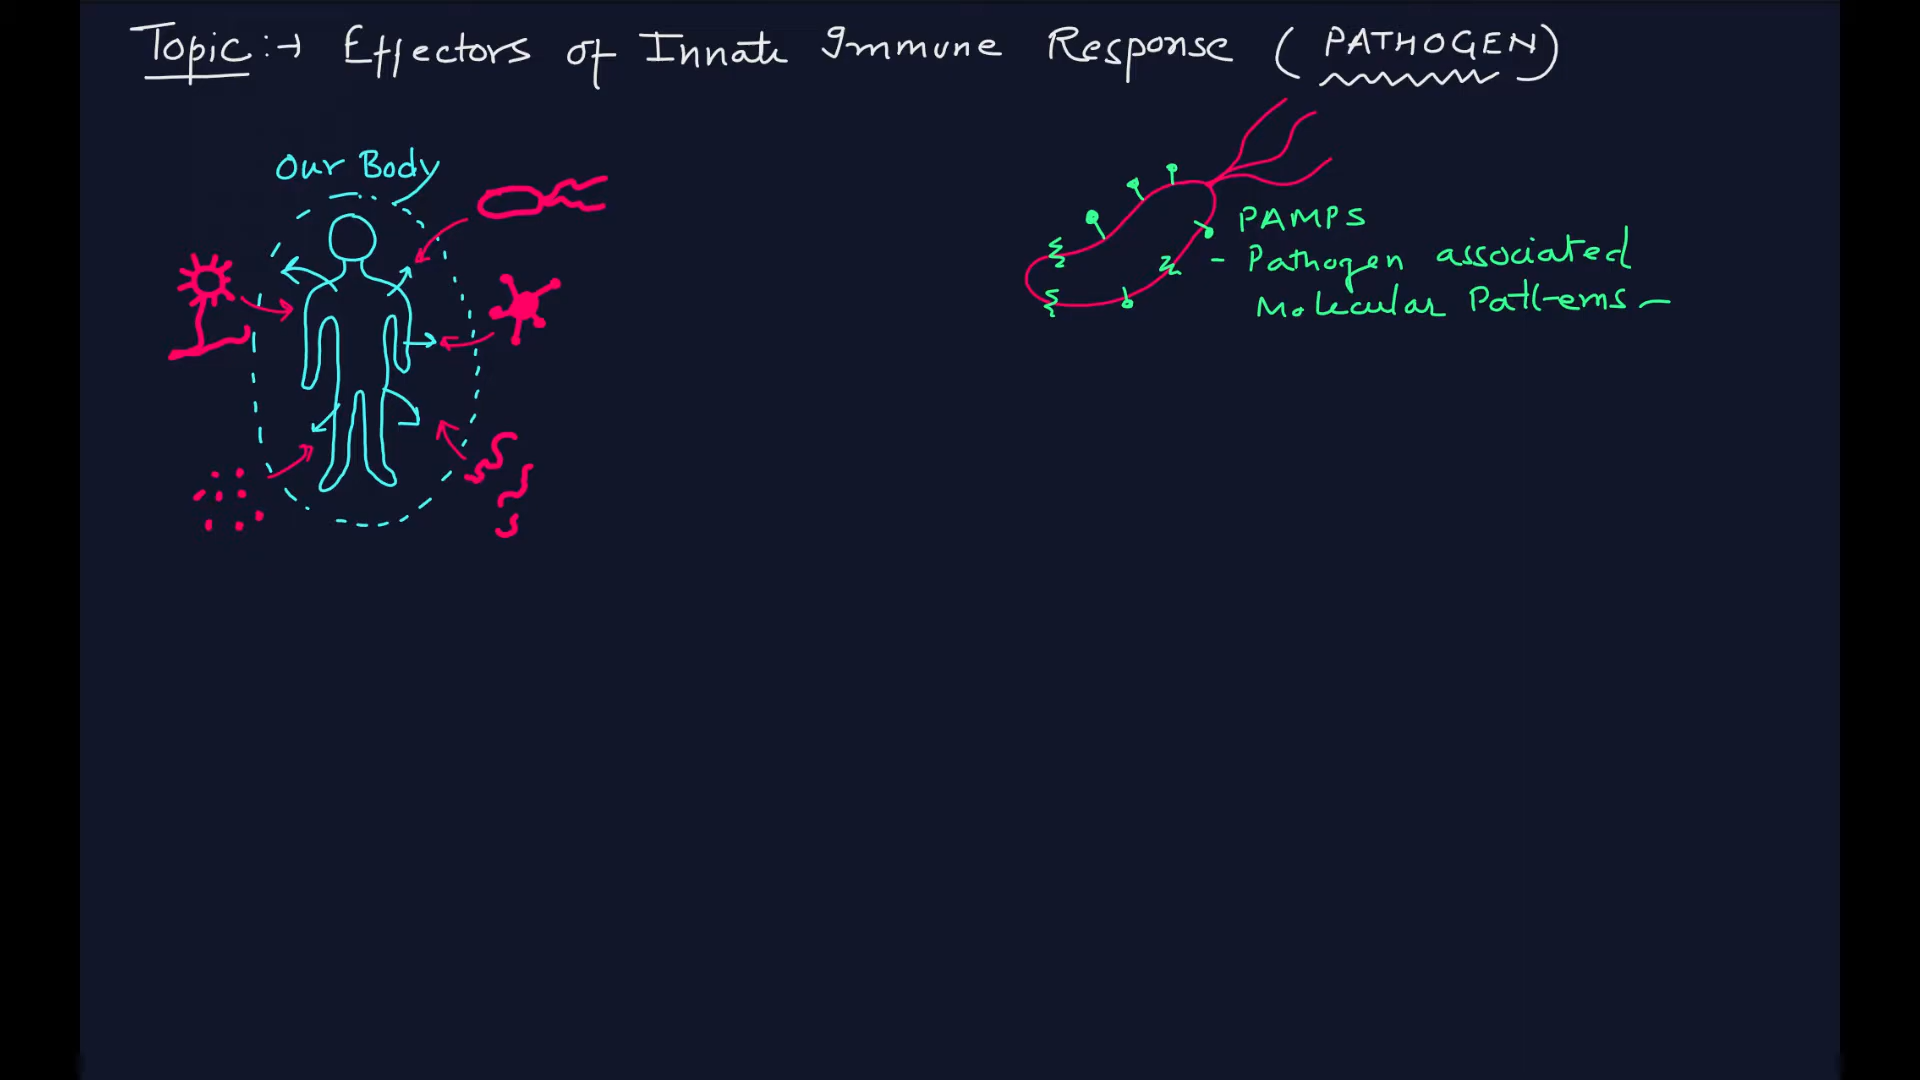 Topic :→ Effectors of Innate Immune Response (PATHOGEN)
Our Body
PAMPS
- Pathogen associated
Molecular Patterns -